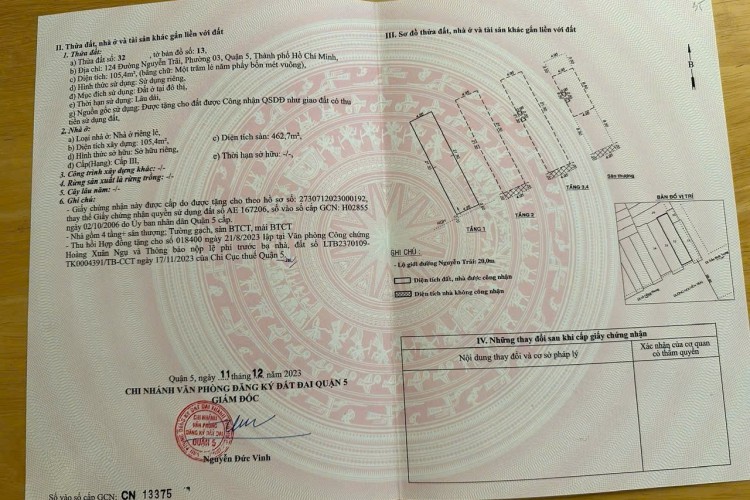 II. Thửa đất, nhà ở và tài sản khác gắn liền với đất
1. Thửa đất:
a) Thửa đất số: 32 , tờ bản đồ số: 13,
b) Địa chỉ: 124 Đường Nguyễn Trãi, Phường 03, Quận 5, Thành phố Hồ Chí Minh,
c) Diện tích: 105,4m², (bằng chữ: Một trăm lẻ năm phẩy bốn mét vuông),
d) Hình thức sử dụng: Sử dụng riêng,
đ) Mục đích sử dụng: Đất ở tại đô thị,
e) Thời hạn sử dụng: Lâu dài,
g) Nguồn gốc sử dụng: Được tặng cho đất được Công nhận QSDĐ như giao đất có thu
tiền sử dụng đất.
2. Nhà ở:
a) Loại nhà ở: Nhà ở riêng lẻ,
b) Diện tích xây dựng: 105,4m², c) Diện tích sàn: 462,7m²,
d) Hình thức sở hữu: Sở hữu riêng,
đ) Cấp(Hạng): Cấp III, e) Thời hạn sở hữu: -/-,
3. Công trình xây dựng khác: -/-
4. Rừng sản xuất là rừng trồng: -/-
5. Cây lâu năm: -/-
6. Ghi chú:
- Giấy chứng nhận này được cấp do được tặng cho theo hồ sơ số: 2730712023000192,
thay thế Giấy chứng nhận quyền sử dụng đất số AE 167206, số vào sổ cấp GCN: H02855
ngày 02/10/2006 do Ủy ban nhân dân Quận 5 cấp.
- Nhà gồm 4 tầng+ sân thượng; Tường gạch, sàn BTCT, mái BTCT
- Thu hồi Hợp đồng tặng cho số 018400 ngày 21/8/2023 lập tại Văn phòng Công chứng
Hoàng Xuân Ngụ và Thông báo nộp lệ phí trước bạ nhà, đất số LTB2370109-
TK0004391/TB-CCT ngày 17/11/2023 của Chi Cục thuế Quận 5.
Quận 5, ngày 11 tháng 12 năm 2023
CHI NHÁNH VĂN PHÒNG ĐĂNG KÝ ĐẤT ĐAI QUẬN 5
GIÁM ĐỐC
CHI NHÁNH
VĂN PHÒNG
ĐĂNG KÝ ĐẤT ĐAI
QUẬN 5
Nguyễn Đức Vinh
Số vào sổ cấp GCN: CN 13375
35
III. Sơ đồ thửa đất, nhà ở và tài sản khác gắn liền với đất
B
TẦNG 1
TẦNG 2
TẦNG 3,4
Sân thượng
BẢN ĐỒ VỊ TRÍ
GHI CHÚ :
- Lộ giới đường Nguyễn Trãi: 20,0m
Diện tích đất, nhà được công nhận
Diện tích nhà không công nhận
IV. Những thay đổi sau khi cấp giấy chứng nhận
Nội dung thay đổi và cơ sở pháp lý
Xác nhận của cơ quan
có thẩm quyền